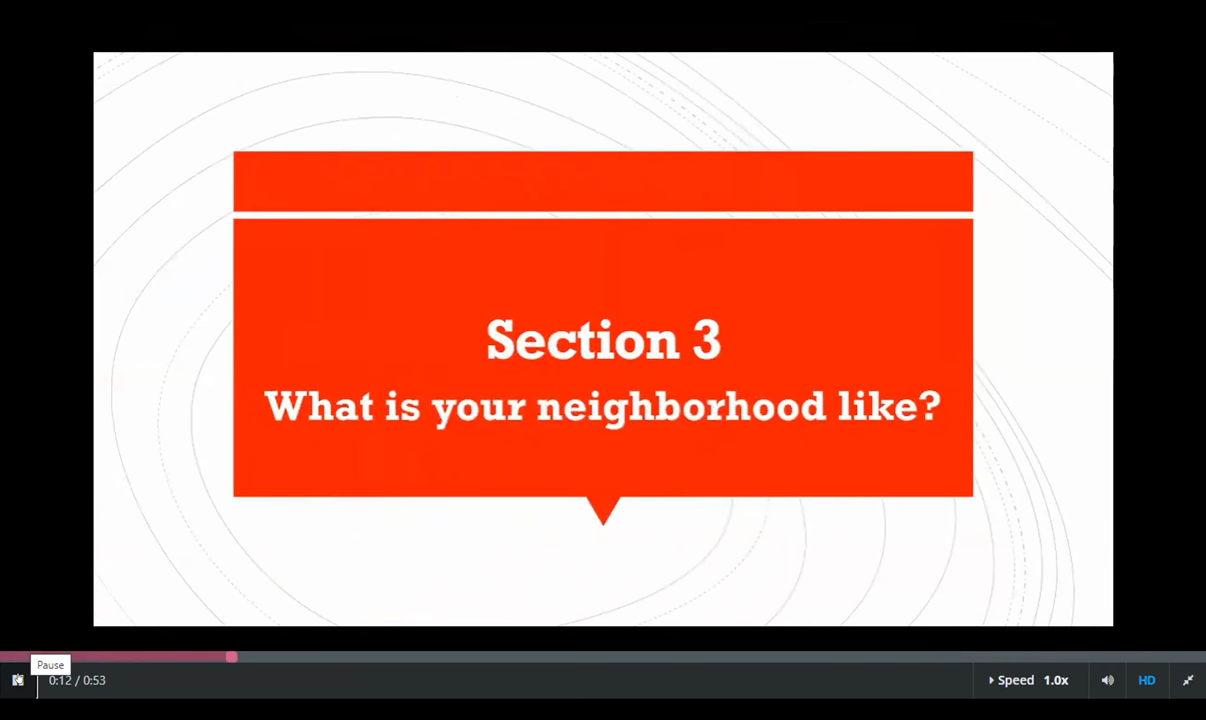 Section 3
What is your neighborhood like?
Pause
0:12 / 0:53
Speed 1.0x
HD